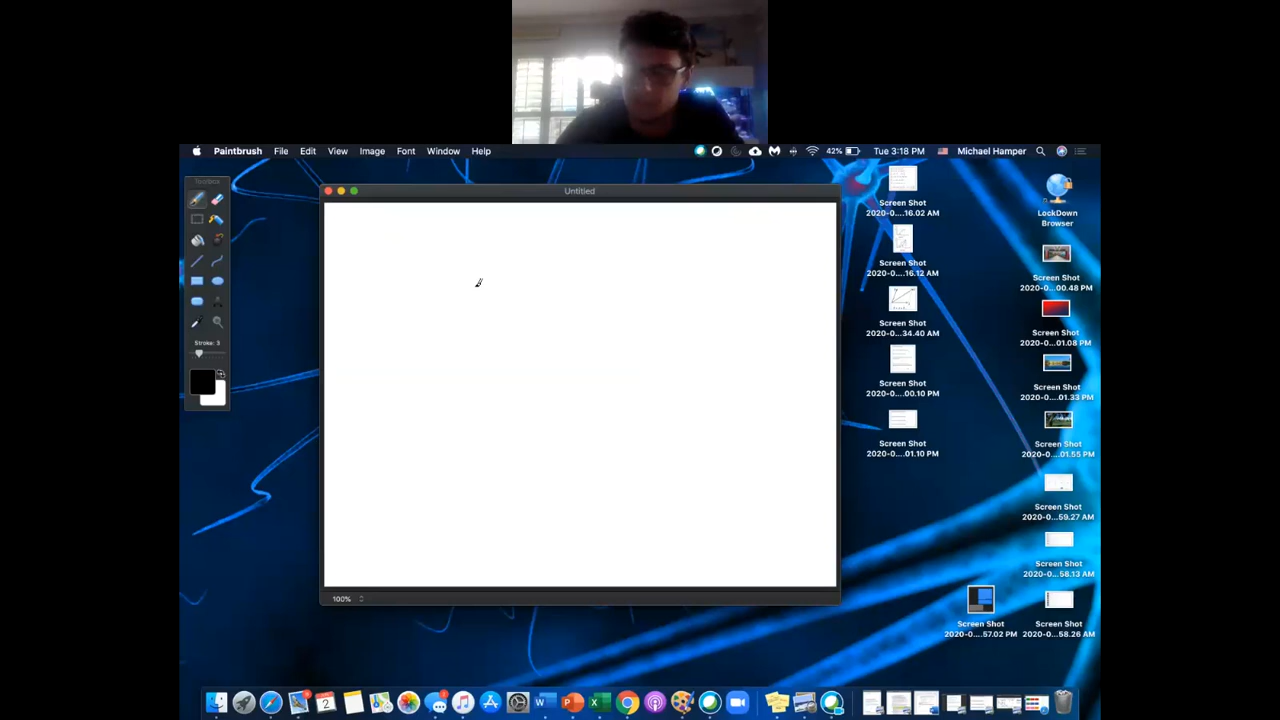 Paintbrush File Edit View Image Font Window Help 42% Tue 3:18 PM Michael Hamper
Toolbox
Stroke: 3
Untitled
100%
Screen Shot
2020-0....16.02 AM
Screen Shot
2020-0....16.12 AM
Screen Shot
2020-0....34.40 AM
Screen Shot
2020-0....00.10 PM
Screen Shot
2020-0....01.10 PM
LockDown
Browser
Screen Shot
2020-0....00.48 PM
Screen Shot
2020-0....01.08 PM
Screen Shot
2020-0....01.33 PM
Screen Shot
2020-0....01.55 PM
Screen Shot
2020-0...59.27 AM
Screen Shot
2020-0...58.13 AM
Screen Shot
2020-0...57.02 PM
Screen Shot
2020-0...58.26 AM